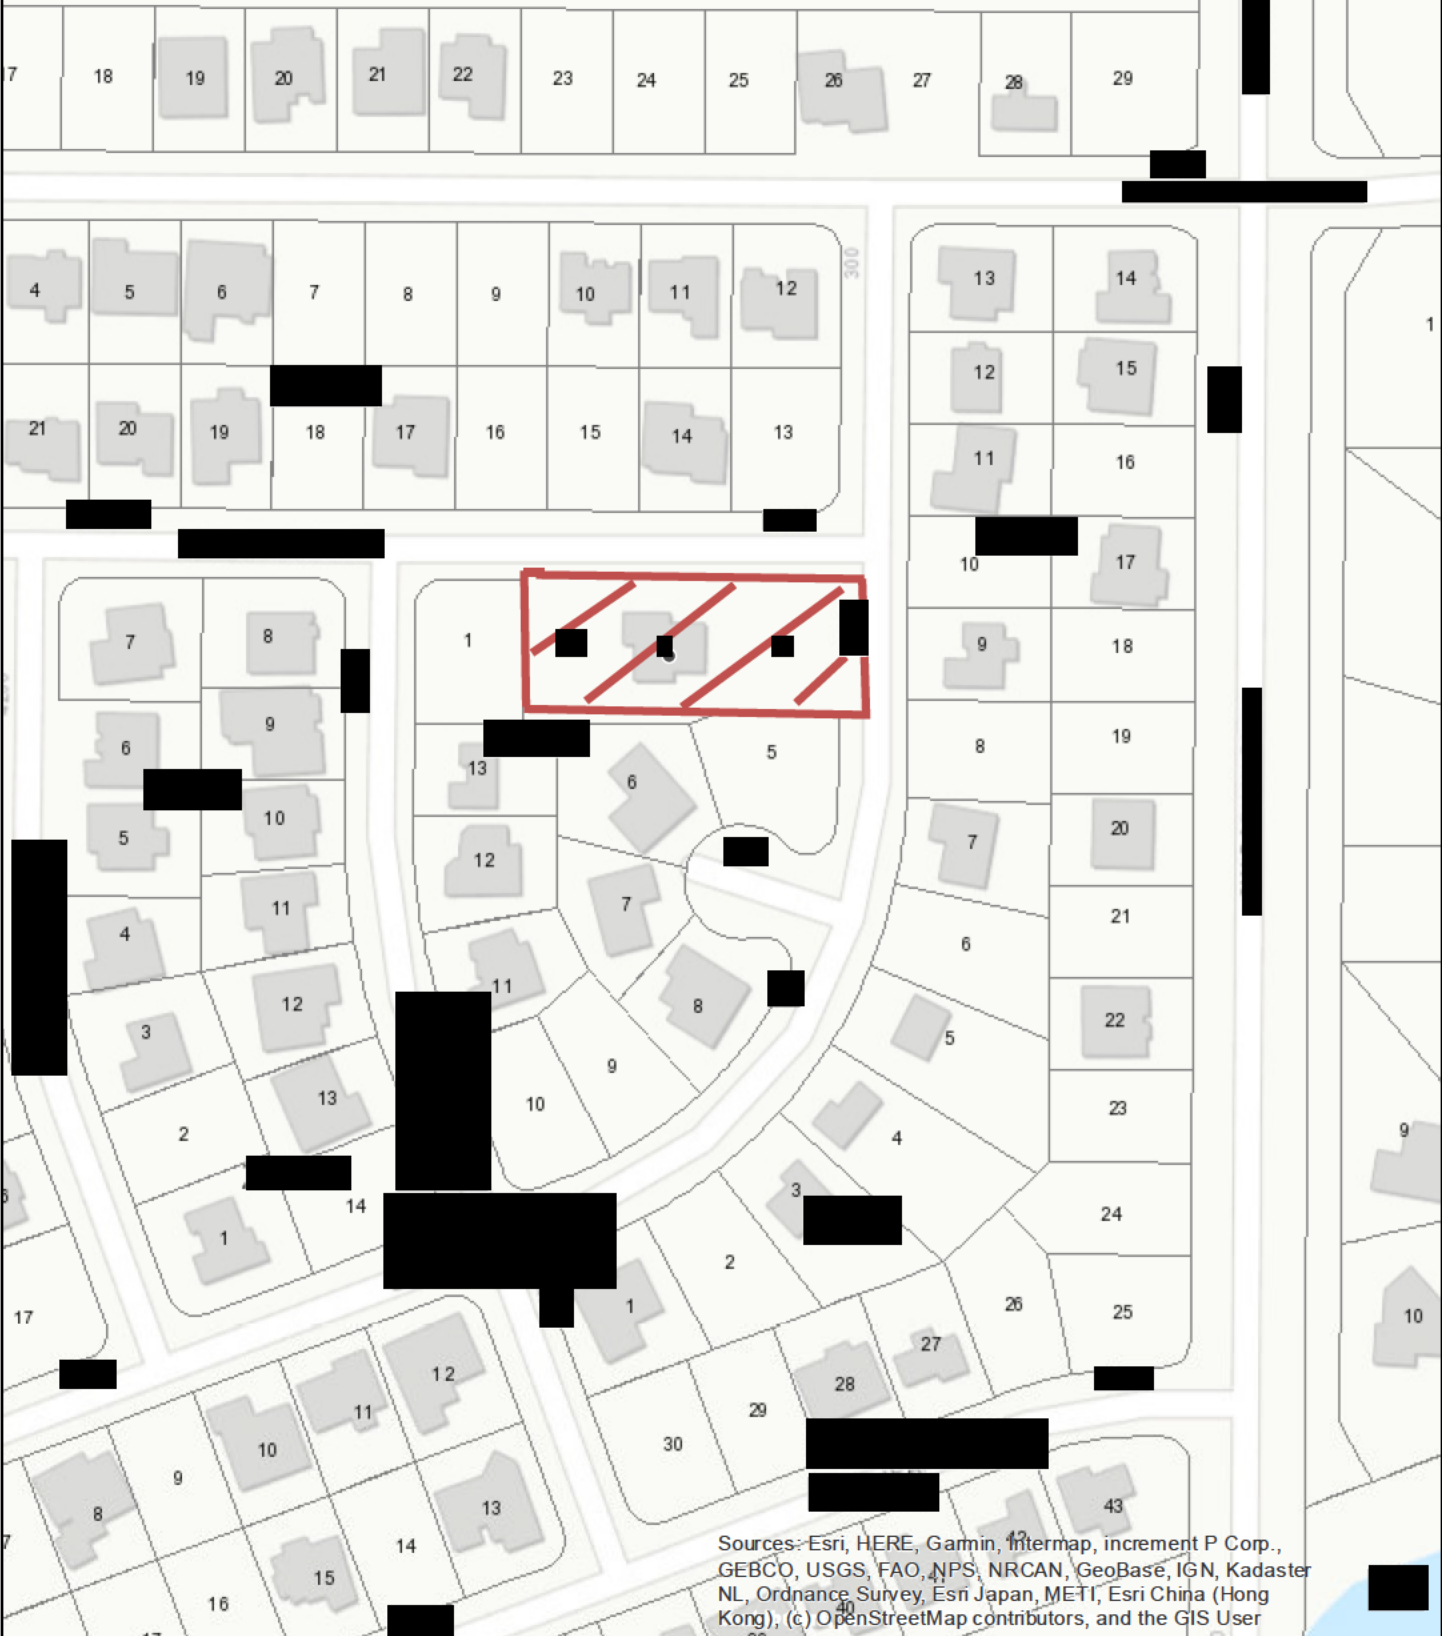 17 18 19 20 21 22 23 24 25 26 27 28 29
300
4 5 6 7 8 9 10 11 12 13 14
1
12 15
21 20 19 18 17 16 15 14 13 11 16
10 17
7 8 1 9 18
6 9 13 6 5 8 19
5 10 12 7 20
4 11 7 6 21
3 12 11 8 5 22
2 13 10 9 4 23
9
1 14 3 24
17 1 2 26 25 10
12 27
11 28
10 29
9 30
8 13 43
7 14 42
15 41
16 40
Sources: Esri, HERE, Garmin, Intermap, increment P Corp.,
GEBCO, USGS, FAO, NPS, NRCAN, GeoBase, IGN, Kadaster
NL, Ordnance Survey, Esri Japan, METI, Esri China (Hong
Kong), (c) OpenStreetMap contributors, and the GIS User